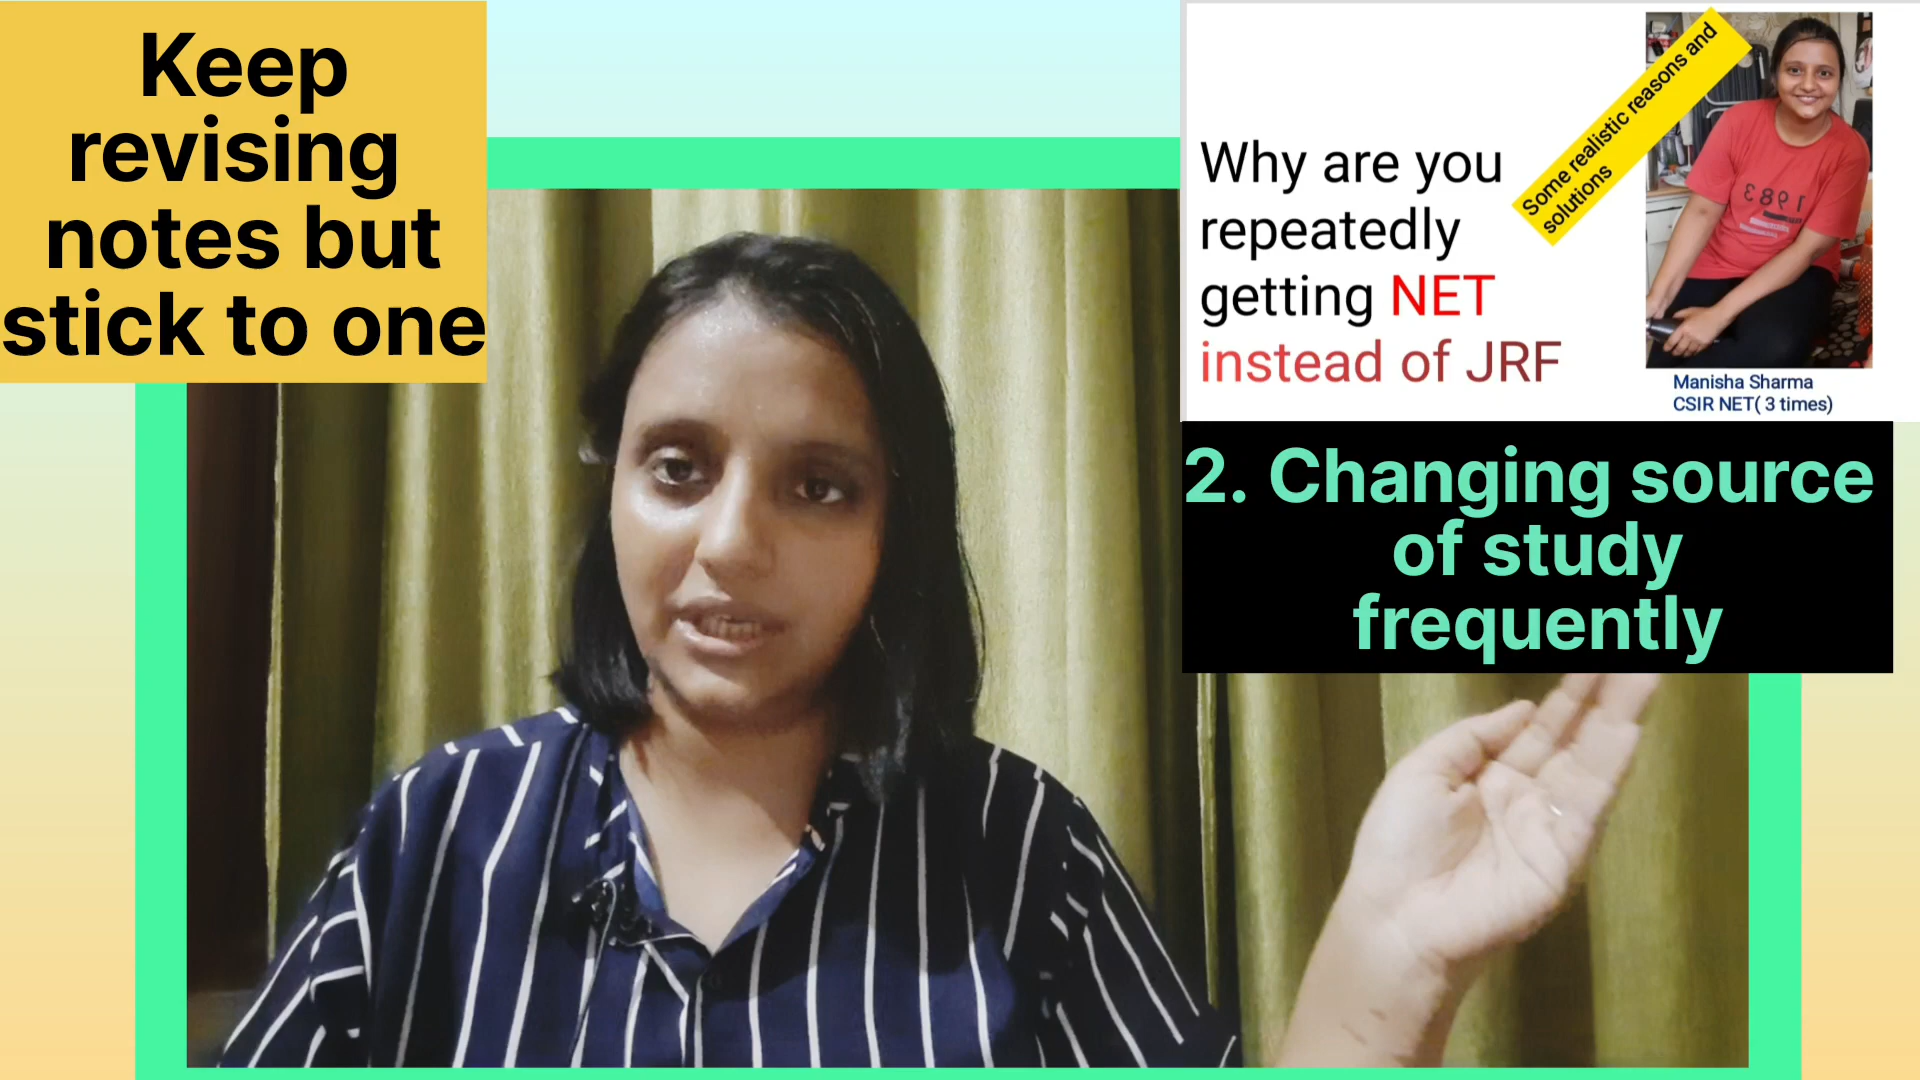 Keep
revising
notes but
stick to one
Why are you
repeatedly
getting NET
instead of JRF
Some realistic reasons and
solutions
1983
Manisha Sharma
CSIR NET( 3 times)
2. Changing source
of study
frequently